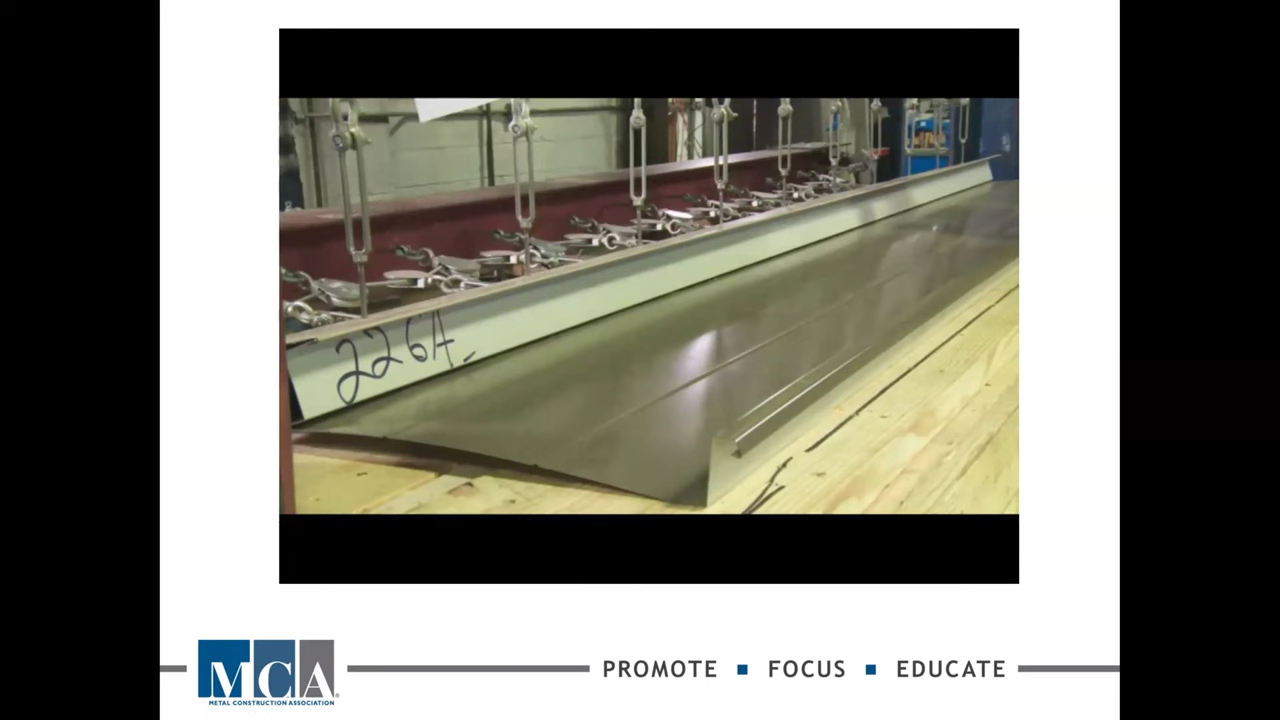 226A
MCA®
METAL CONSTRUCTION ASSOCIATION
PROMOTE ▪ FOCUS ▪ EDUCATE